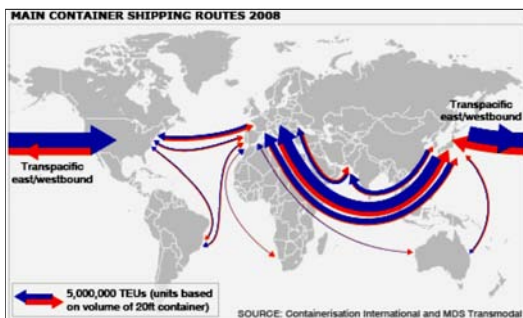 MAIN CONTAINER SHIPPING ROUTES 2008
Transpacific
east/westbound
Transpacific
east/westbound
5,000,000 TEUs (units based
on volume of 20ft container)
SOURCE: Containerisation International and MDS Transmodal